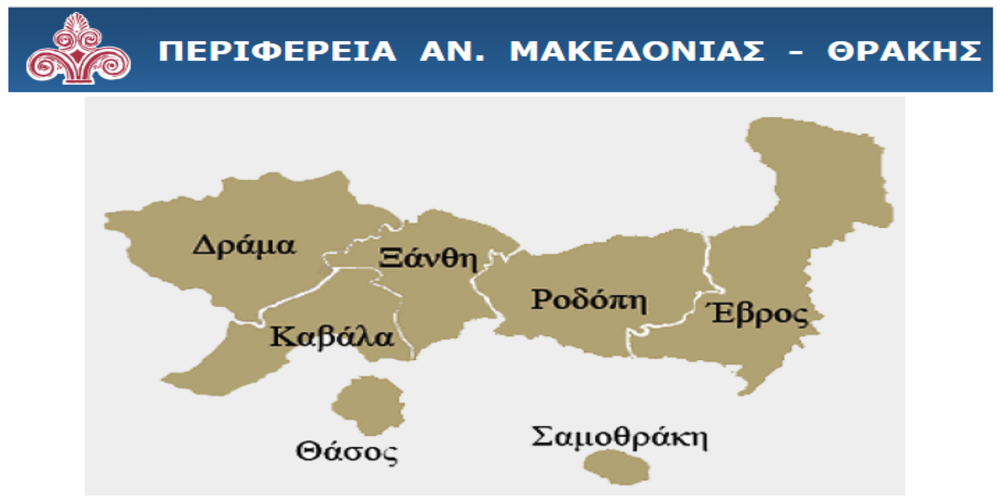 ΠΕΡΙΦΕΡΕΙΑ ΑΝ. ΜΑΚΕΔΟΝΙΑΣ – ΘΡΑΚΗΣ
Δράμα
Ξάνθη
Ροδόπη
Έβρος
Καβάλα
Θάσος
Σαμοθράκη